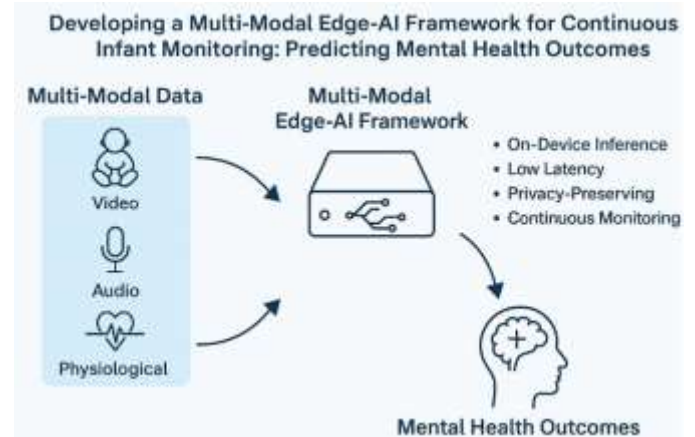 Developing a Multi-Modal Edge-AI Framework for Continuous
Infant Monitoring: Predicting Mental Health Outcomes
Multi-Modal Data
Video
Audio
Physiological
Multi-Modal
Edge-AI Framework
• On-Device Inference
• Low Latency
• Privacy-Preserving
• Continuous Monitoring
Mental Health Outcomes